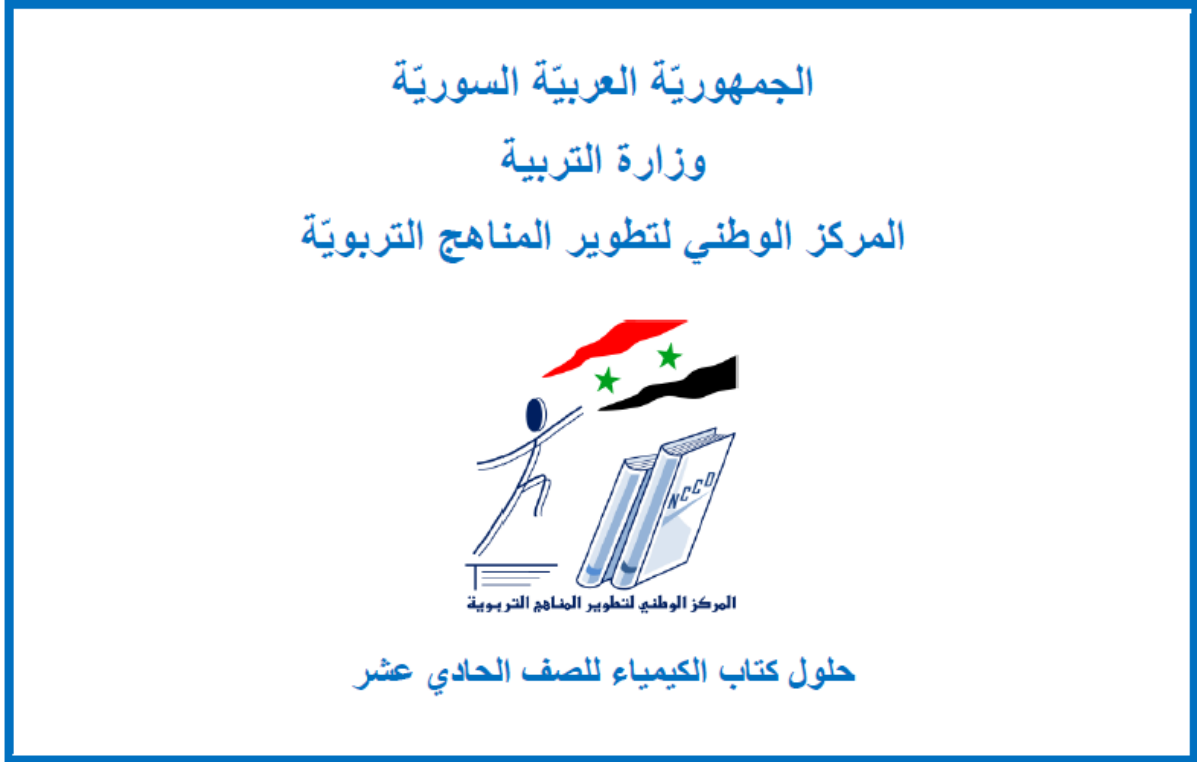 الجمهوريّة العربيّة السوريّة
وزارة التربية
المركز الوطني لتطوير المناهج التربويّة
NCCD
المركز الوطني لتطوير المناهج التربوية
حلول كتاب الكيمياء للصف الحادي عشر